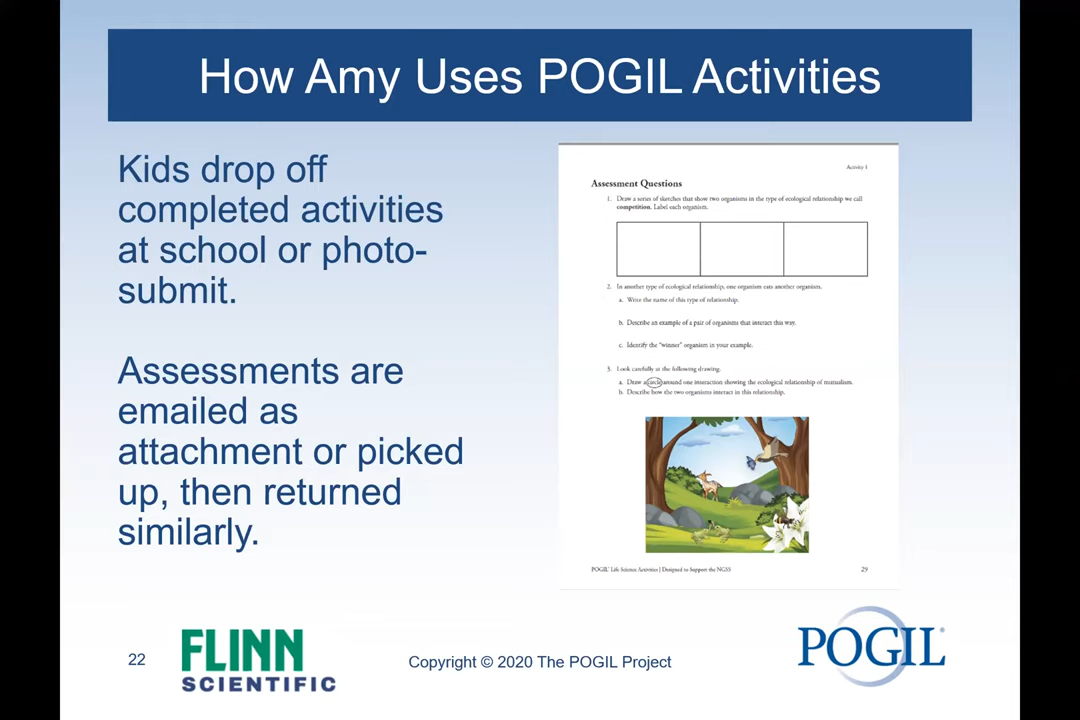 How Amy Uses POGIL Activities
Kids drop off
completed activities
at school or photo-
submit.
Assessments are
emailed as
attachment or picked
up, then returned
similarly.
Activity 1
Assessment Questions
1. Draw a series of sketches that show two organisms in the type of ecological relationship we call
competition. Label each organism.
2. In another type of ecological relationship, one organism eats another organism.
a. Write the name of this type of relationship.
b. Describe an example of a pair of organisms that interact this way.
c. Identify the "winner" organism in your example.
3. Look carefully at the following drawing.
a. Draw a circle around one interaction showing the ecological relationship of mutualism.
b. Describe how the two organisms interact in this relationship.
POGIL™ Life Science Activities | Designed to Support the NGSS
29
22
FLINN
SCIENTIFIC
Copyright © 2020 The POGIL Project
POGIL®